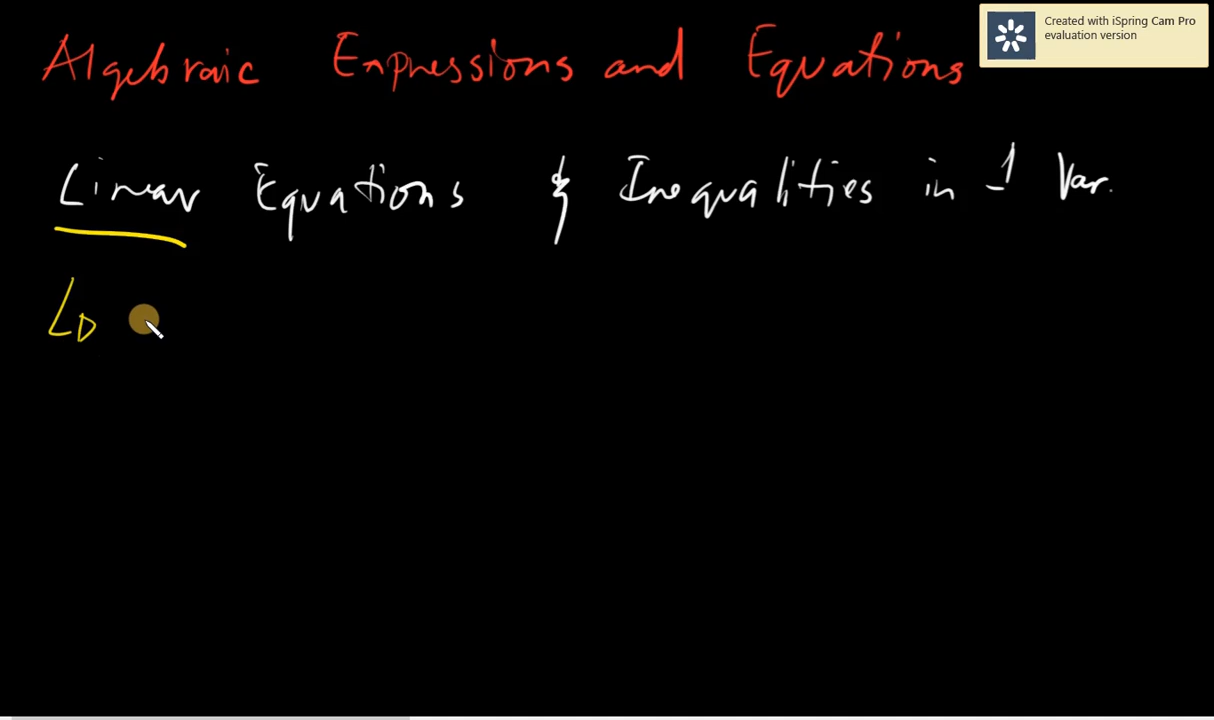 Algebraic Expressions and Equations
Created with iSpring Cam Pro
evaluation version
Linear Equations & Inequalities in 1 Var.